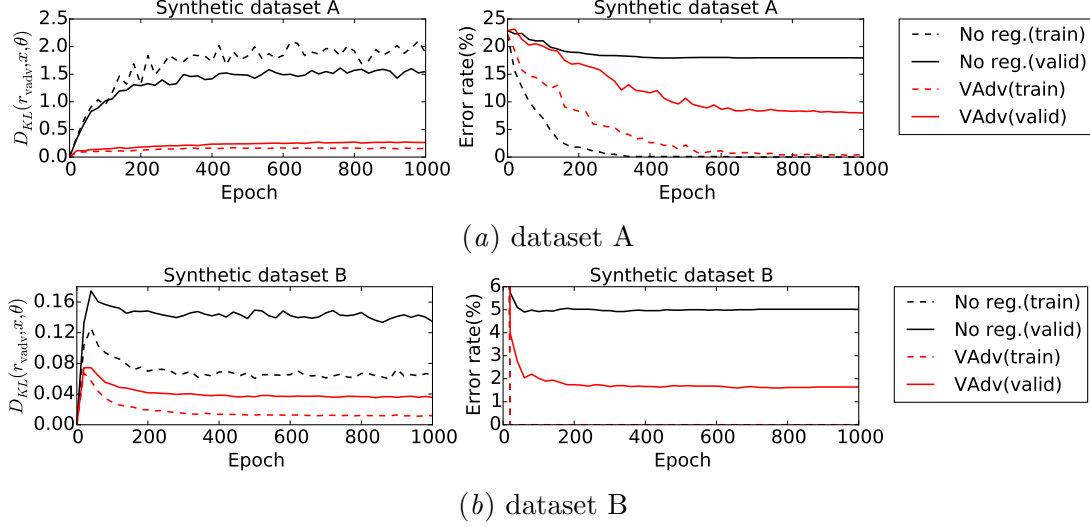 Synthetic dataset A
D_KL(r_vadv,x,θ)
2.5
2.0
1.5
1.0
0.5
0.0
0 200 400 600 800 1000
Epoch
Synthetic dataset A
Error rate(%)
25
20
15
10
5
0
0 200 400 600 800 1000
Epoch
No reg.(train)
No reg.(valid)
VAdv(train)
VAdv(valid)
(a) dataset A
Synthetic dataset B
D_KL(r_vadv,x,θ)
0.16
0.12
0.08
0.04
0.00
0 200 400 600 800 1000
Epoch
Synthetic dataset B
Error rate(%)
6
5
4
3
2
1
0
0 200 400 600 800 1000
Epoch
No reg.(train)
No reg.(valid)
VAdv(train)
VAdv(valid)
(b) dataset B